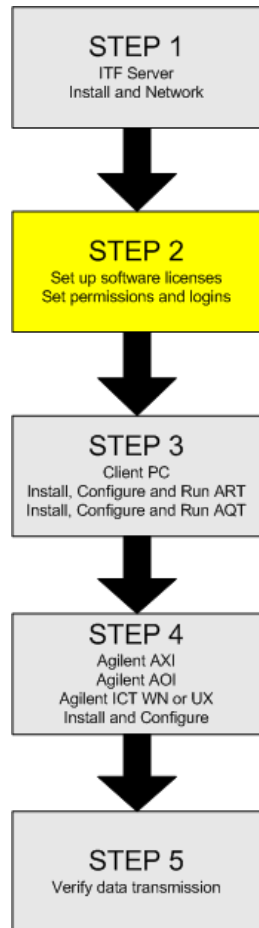 STEP 1
ITF Server
Install and Network
STEP 2
Set up software licenses
Set permissions and logins
STEP 3
Client PC
Install, Configure and Run ART
Install, Configure and Run AQT
STEP 4
Agilent AXI
Agilent AOI
Agilent ICT WN or UX
Install and Configure
STEP 5
Verify data transmission